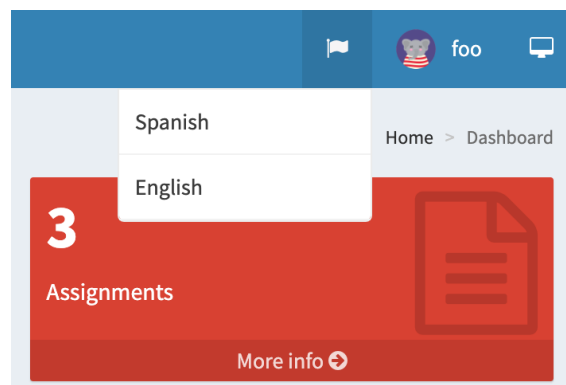 foo
Spanish
Home > Dashboard
English
3
Assignments
More info